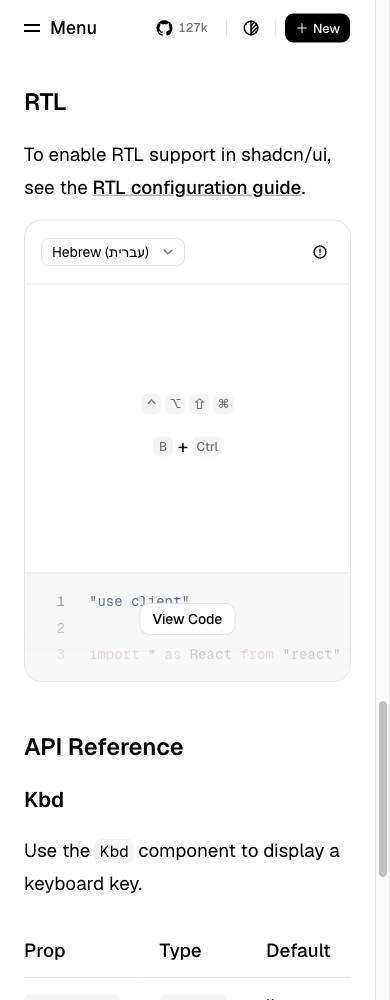 Menu
127k
New
RTL
To enable RTL support in shadcn/ui,
see the RTL configuration guide.
Hebrew (עברית)
⌃ ⌥ ⇧ ⌘
B + Ctrl
1 "use client"
2
View Code
3 import * as React from "react"
API Reference
Kbd
Use the Kbd component to display a
keyboard key.
Prop Type Default